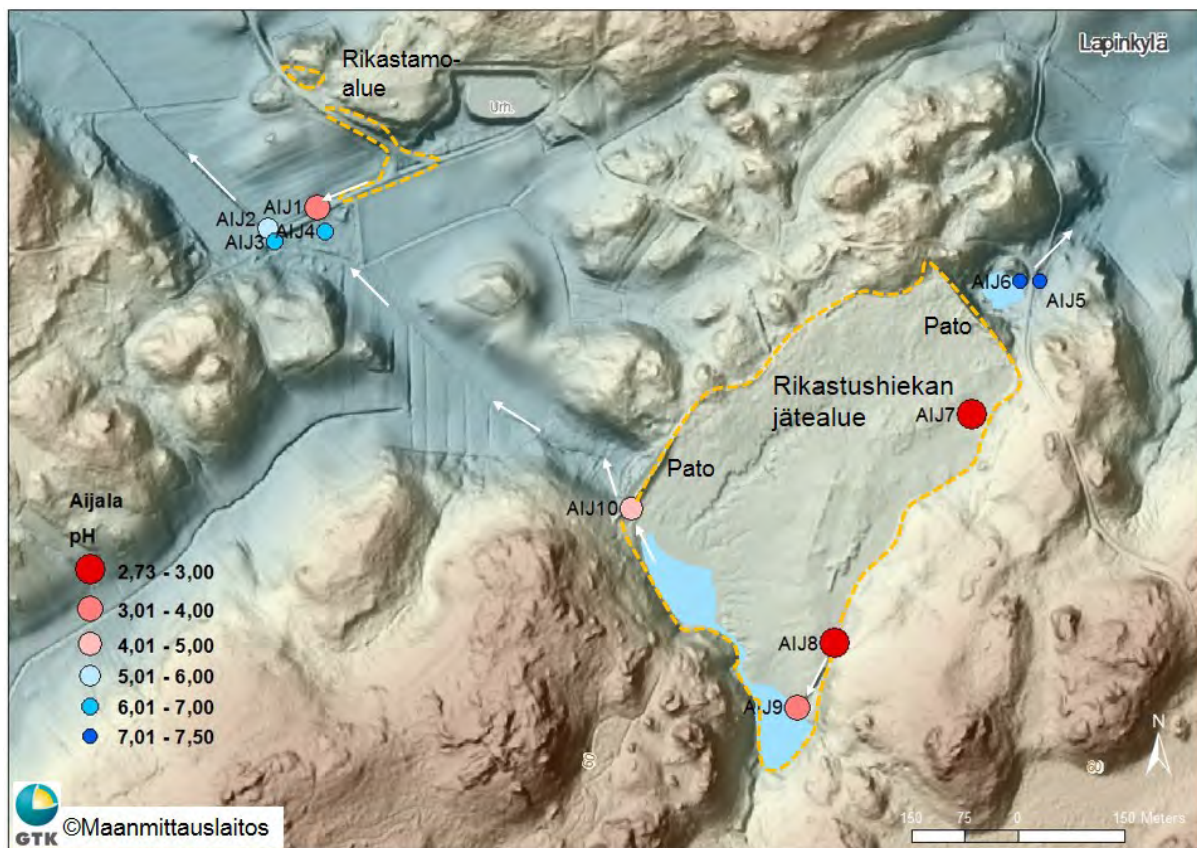 Rikastamo-
alue
Lapinkylä
Urh.
AIJ1
AIJ2
AIJ3
AIJ4
AIJ6
AIJ5
Pato
Rikastushiekan
jätealue
AIJ7
Pato
AIJ10
AIJ8
AIJ9
Aijala
pH
2,73 - 3,00
3,01 - 4,00
4,01 - 5,00
5,01 - 6,00
6,01 - 7,00
7,01 - 7,50
60
60
N
GTK
©Maanmittauslaitos
150 75 0 150 Meters